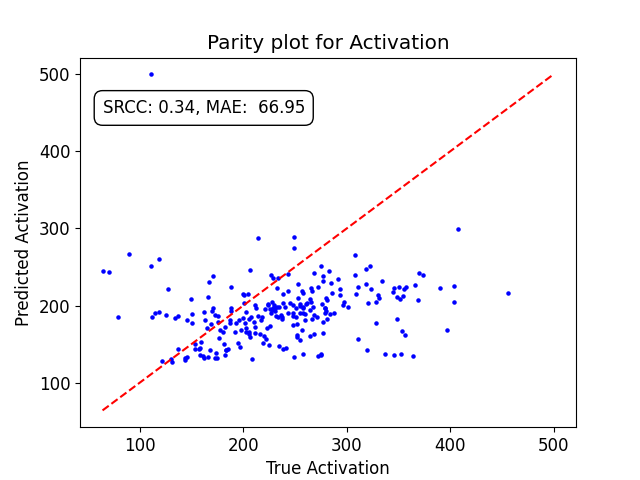 Parity plot for Activation
SRCC: 0.34, MAE:  66.95
Predicted Activation
500
400
300
200
100
100
200
300
400
500
True Activation